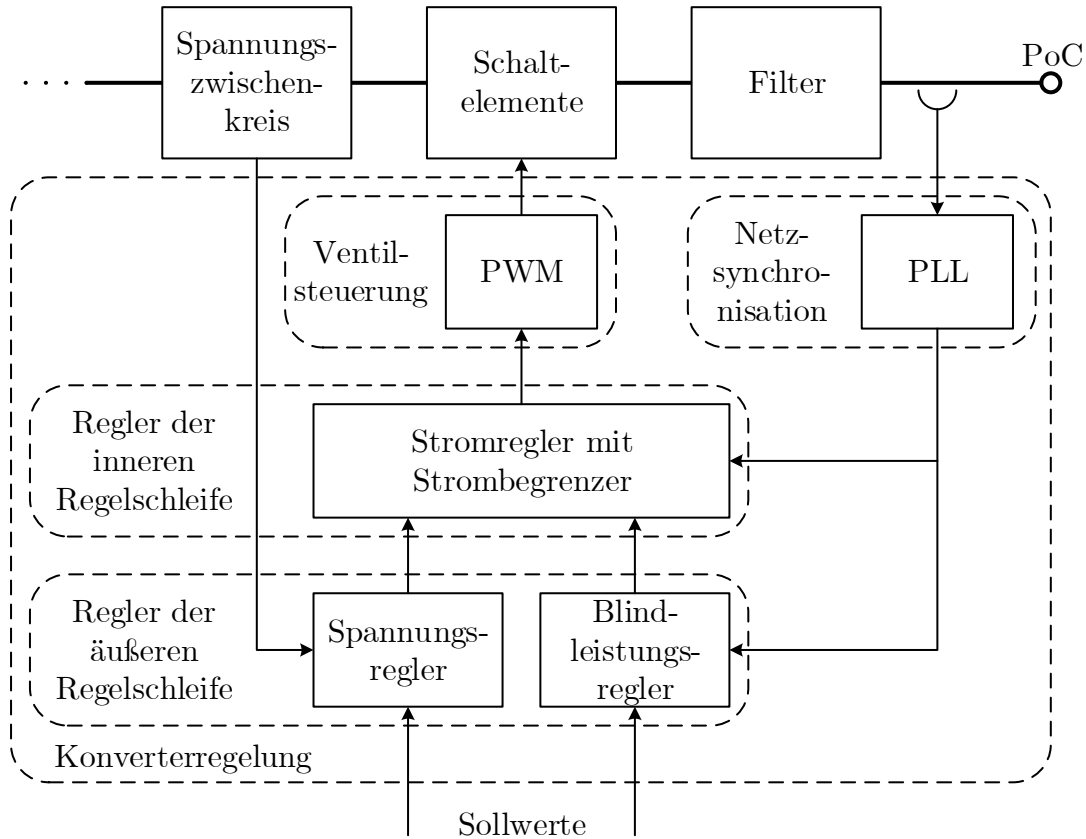 Spannungs-
zwischen-
kreis
Schalt-
elemente
Filter
PoC
. . .
Ventil-
steuerung
PWM
Netz-
synchro-
nisation
PLL
Regler der
inneren
Regelschleife
Stromregler mit
Strombegrenzer
Regler der
äußeren
Regelschleife
Spannungs-
regler
Blind-
leistungs-
regler
Konverterregelung
Sollwerte